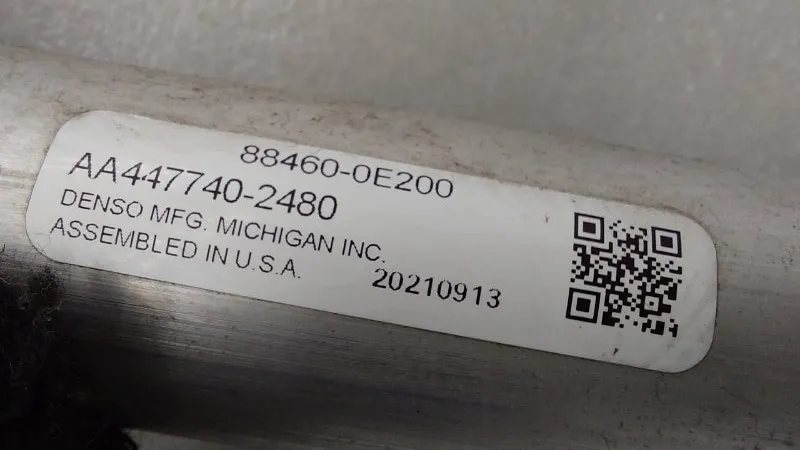 88460-0E200
AA447740-2480
DENSO MFG. MICHIGAN INC.
ASSEMBLED IN U.S.A.
20210913